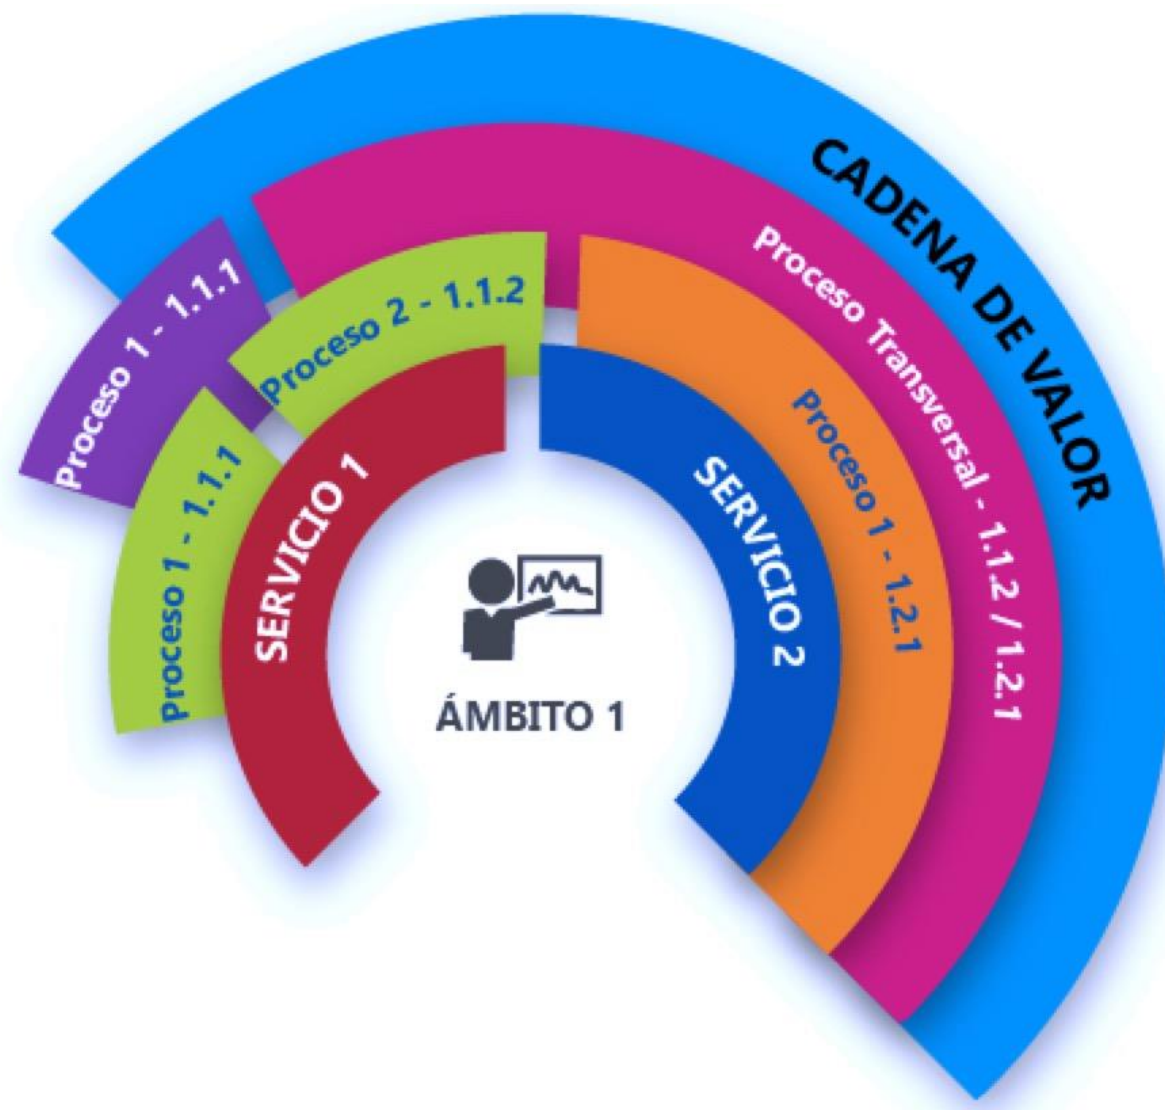 CADENA DE VALOR
Proceso Transversal - 1.1.2 / 1.2.1
Proceso 1 - 1.1.1
Proceso 2 - 1.1.2
Proceso 1 - 1.1.1
Proceso 1 - 1.2.1
SERVICIO 1
SERVICIO 2
ÁMBITO 1